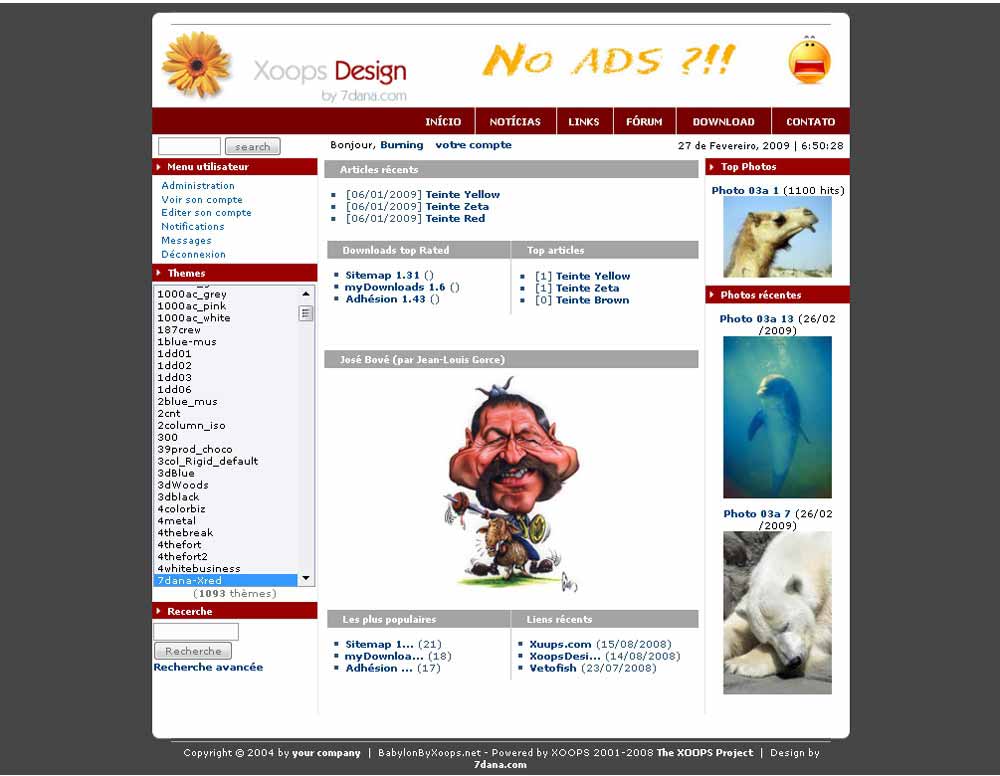 Xoops Design
by 7dana.com
No ADS ?!!
INÍCIO
NOTÍCIAS
LINKS
FÓRUM
DOWNLOAD
CONTATO
search
Bonjour, Burning votre compte
27 de Fevereiro, 2009 | 6:50:28
Menu utilisateur
Administration
Voir son compte
Editer son compte
Notifications
Messages
Déconnexion
Themes
1000ac_grey
1000ac_pink
1000ac_white
187crew
1blue-mus
1dd01
1dd02
1dd03
1dd06
2blue_mus
2cnt
2column_iso
300
39prod_choco
3col_Rigid_default
3dBlue
3dWoods
3dblack
4colorbiz
4metal
4thebreak
4thefort
4thefort2
4whitebusiness
7dana-Xred
(1093 thèmes)
Recerche
Recherche
Recherche avancée
Articles récents
[06/01/2009] Teinte Yellow
[06/01/2009] Teinte Zeta
[06/01/2009] Teinte Red
Downloads top Rated
Sitemap 1.31 ()
myDownloads 1.6 ()
Adhésion 1.43 ()
Top articles
[1] Teinte Yellow
[1] Teinte Zeta
[0] Teinte Brown
José Bové (par Jean-Louis Gorce)
Les plus populaires
Sitemap 1... (21)
myDownloa... (18)
Adhésion ... (17)
Liens récents
Xuups.com (15/08/2008)
XoopsDesi... (14/08/2008)
Vetofish (23/07/2008)
Top Photos
Photo 03a 1 (1100 hits)
Photos récentes
Photo 03a 13 (26/02
/2009)
Photo 03a 7 (26/02
/2009)
Copyright © 2004 by your company | BabylonByXoops.net - Powered by XOOPS 2001-2008 The XOOPS Project | Design by
7dana.com